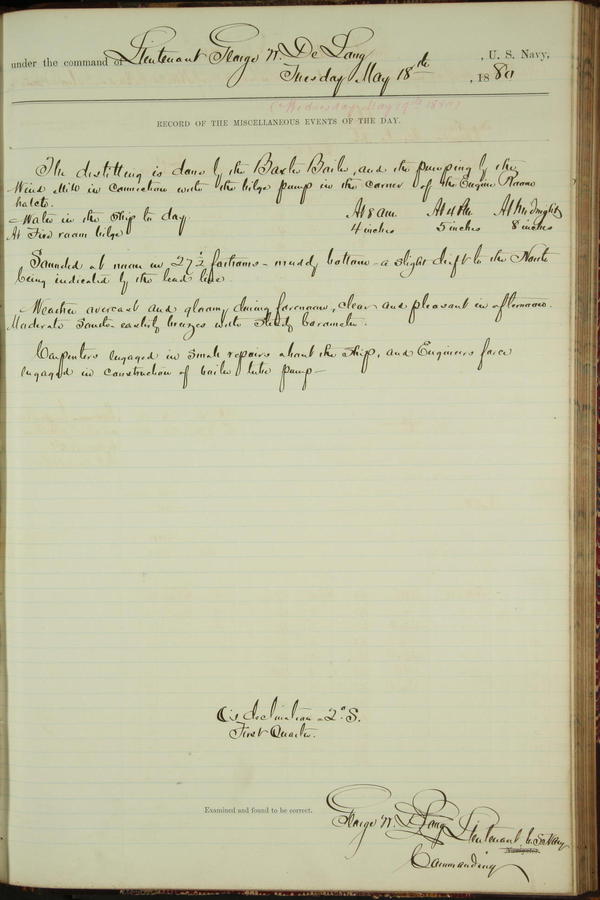 under the command of Lieutenant George W. De Long, U. S. Navy,
Tuesday May 18th, 1880
(Wednesday May 19th 1880)
RECORD OF THE MISCELLANEOUS EVENTS OF THE DAY.
The distilling is done by the Baxter Boiler, and the pumping by the
Wind Mill in connection with the bilge pump in the corner of the Engine Room
hatch.
Water in the ship to day. At 8 am At 4 PM At Midnight
At Fire room bilge 4 inches 5 inches 8 inches
Sounded at noon in 27½ fathoms - muddy bottom - a slight drift to the North
being indicated by the lead line
Weather overcast and gloomy during forenoon, clear and pleasant in afternoon.
Moderate South easterly breezes with steady barometer.
Carpenters engaged in small repairs about the ship, and Engineers force
engaged in construction of boiler tube pump -
C's declination - 2° S.
First Quarter.
Examined and found to be correct.
George W. De Long Lieutenant U.S. Navy
Navigator.
Commanding